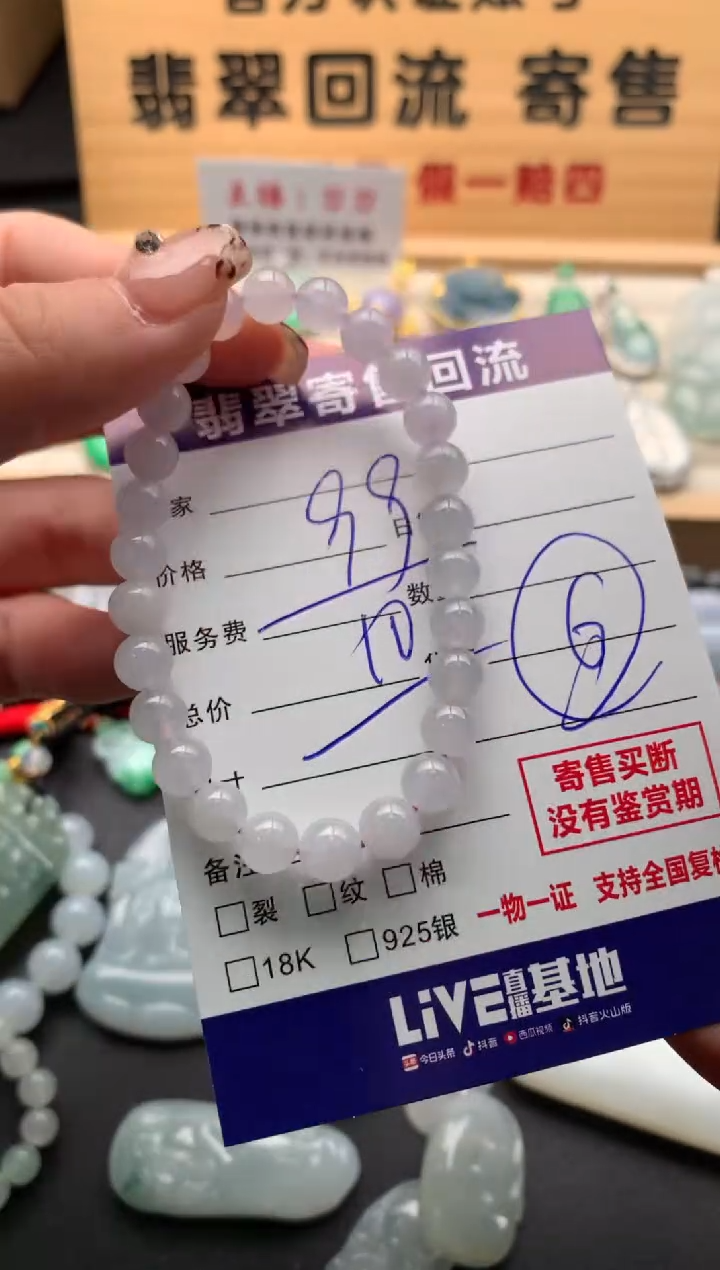 翡翠回流 寄售
假一赔四
主播：
翡翠寄售回流
家
99
价格
日
服务费
10
数
6
总价
备注
裂
纹
棉
18K
925银
寄售买断
没有鉴赏期
一物一证 支持全国复检
LiVE直播基地
今日头条 抖音 西瓜视频 抖音火山版